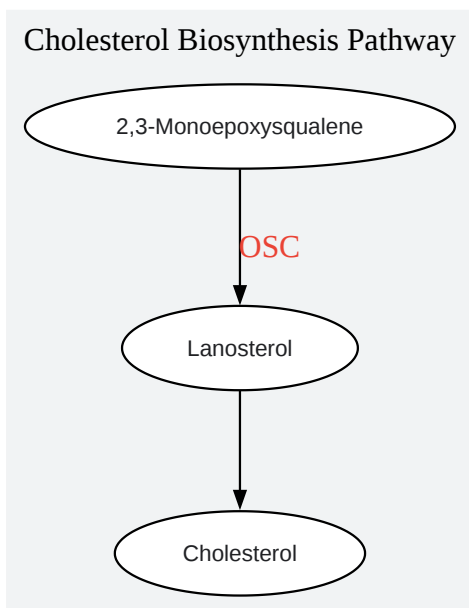 Cholesterol Biosynthesis Pathway
2,3-Monoepoxysqualene
OSC
Lanosterol
Cholesterol